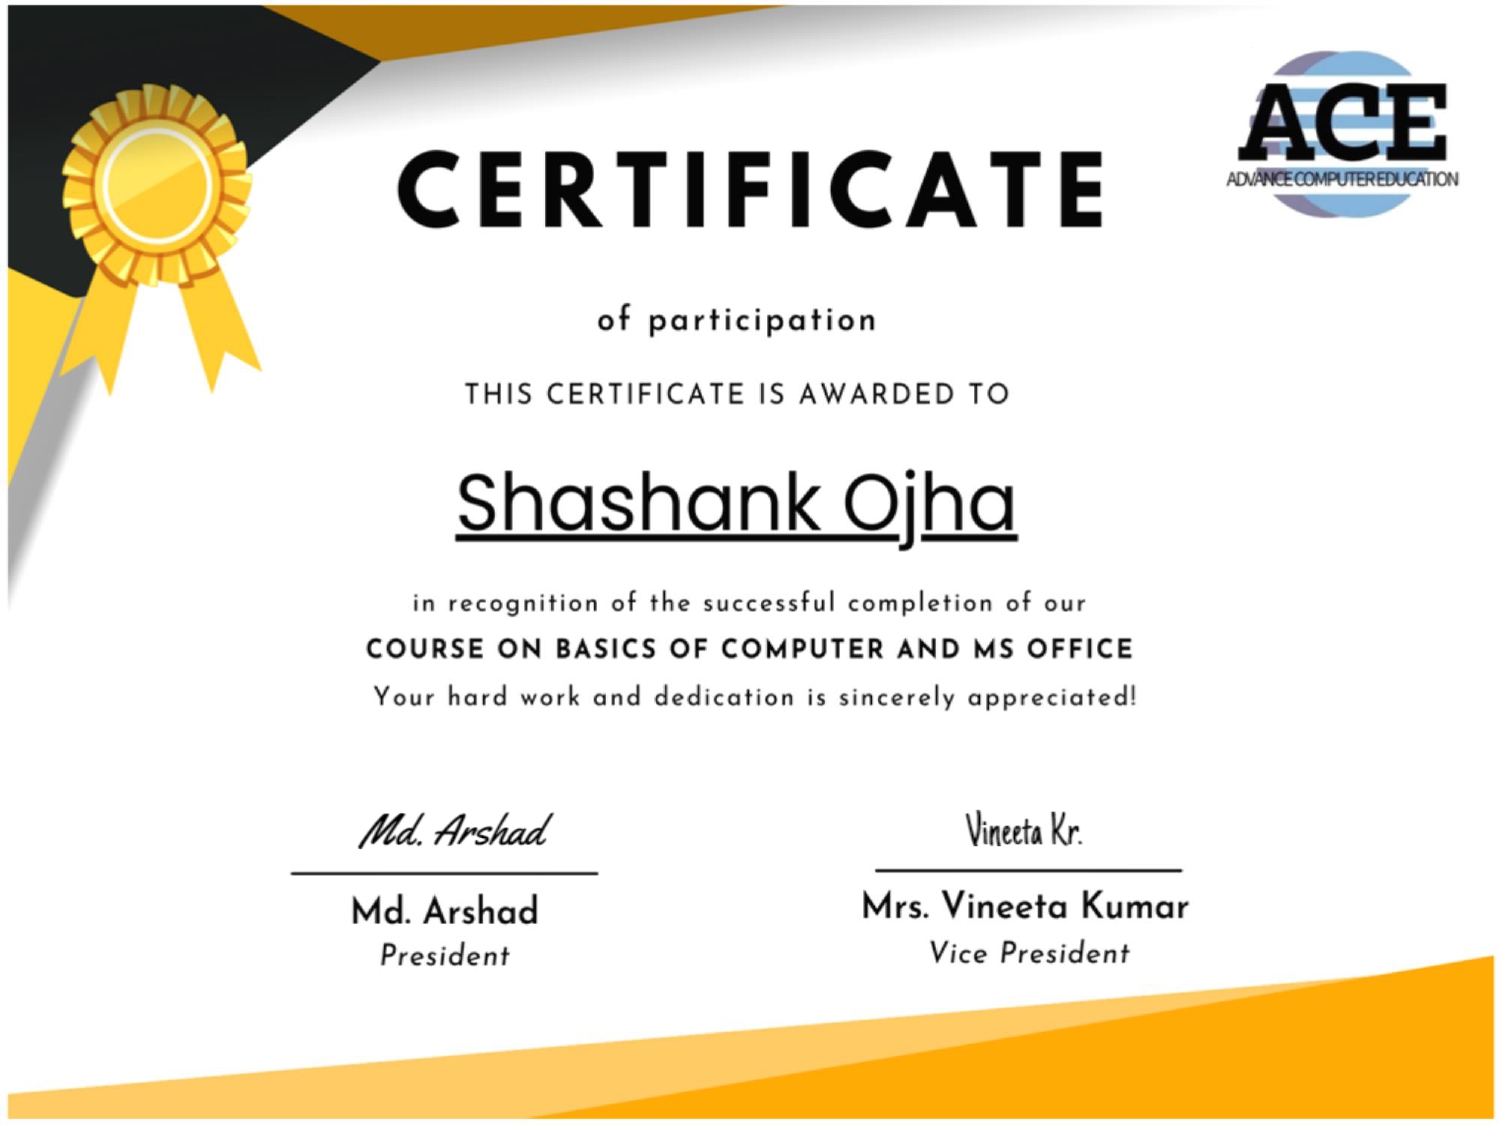 ACE
ADVANCE COMPUTER EDUCATION
CERTIFICATE
of participation
THIS CERTIFICATE IS AWARDED TO
Shashank Ojha
in recognition of the successful completion of our
COURSE ON BASICS OF COMPUTER AND MS OFFICE
Your hard work and dedication is sincerely appreciated!
Md. Arshad
Md. Arshad
President
Vineeta Kr.
Mrs. Vineeta Kumar
Vice President